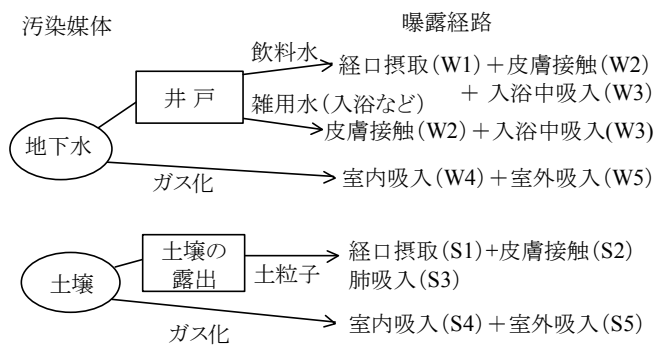 汚染媒体
曝露経路
飲料水
経口摂取(W1)＋皮膚接触(W2)
＋ 入浴中吸入(W3)
井 戸
雑用水(入浴など)
皮膚接触(W2)＋入浴中吸入(W3)
地下水
ガス化
室内吸入(W4)＋室外吸入(W5)
土壌の
露出
土粒子
経口摂取(S1)+皮膚接触(S2)
肺吸入(S3)
土壌
ガス化
室内吸入(S4)＋室外吸入(S5)